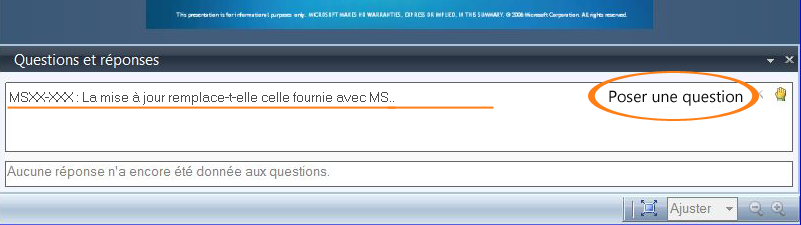 This presentation is for informational purposes only. MICROSOFT MAKES NO WARRANTIES, EXPRESS OR IMPLIED, IN THIS SUMMARY. © 2006 Microsoft Corporation. All rights reserved.
Questions et réponses
MSXX-XXX : La mise à jour remplace-t-elle celle fournie avec MS..
Poser une question
Aucune réponse n'a encore été donnée aux questions.
Ajuster